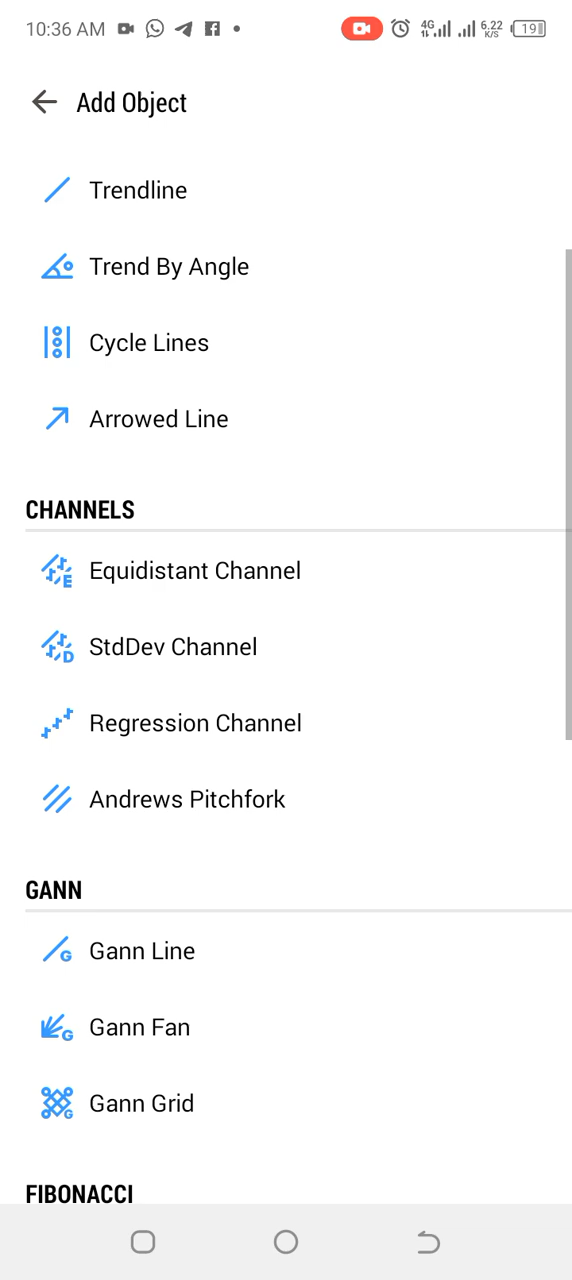 10:36 AM 4G 6.22 K/S 19
Add Object
Trendline
Trend By Angle
Cycle Lines
Arrowed Line
CHANNELS
E Equidistant Channel
D StdDev Channel
Regression Channel
Andrews Pitchfork
GANN
G Gann Line
G Gann Fan
G Gann Grid
FIBONACCI